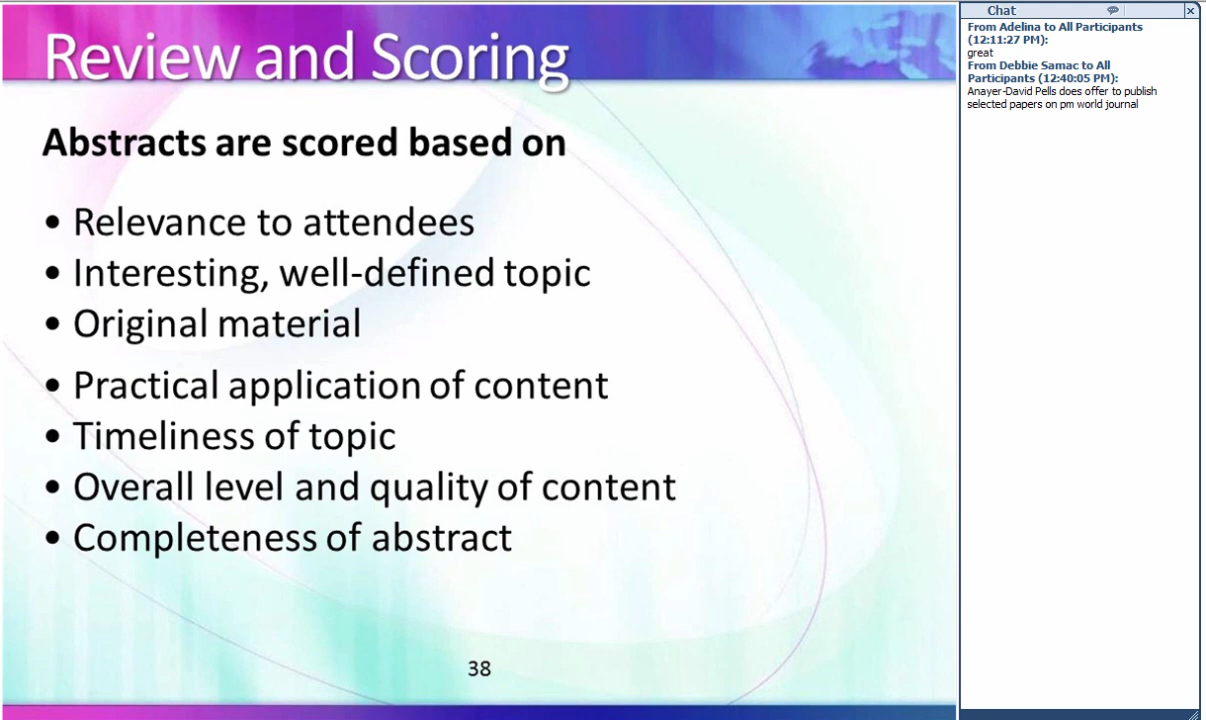 Review and Scoring
Abstracts are scored based on
• Relevance to attendees
• Interesting, well-defined topic
• Original material
• Practical application of content
• Timeliness of topic
• Overall level and quality of content
• Completeness of abstract
38
Chat
From Adelina to All Participants
(12:11:27 PM):
great
From Debbie Samac to All
Participants (12:40:05 PM):
Anayer-David Pells does offer to publish
selected papers on pm world journal